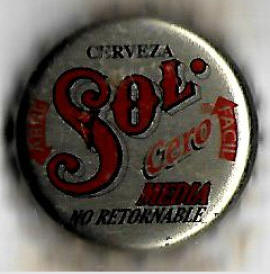 CERVEZA
SOL
Cero
ABRE FACIL
MEDIA
NO RETORNABLE